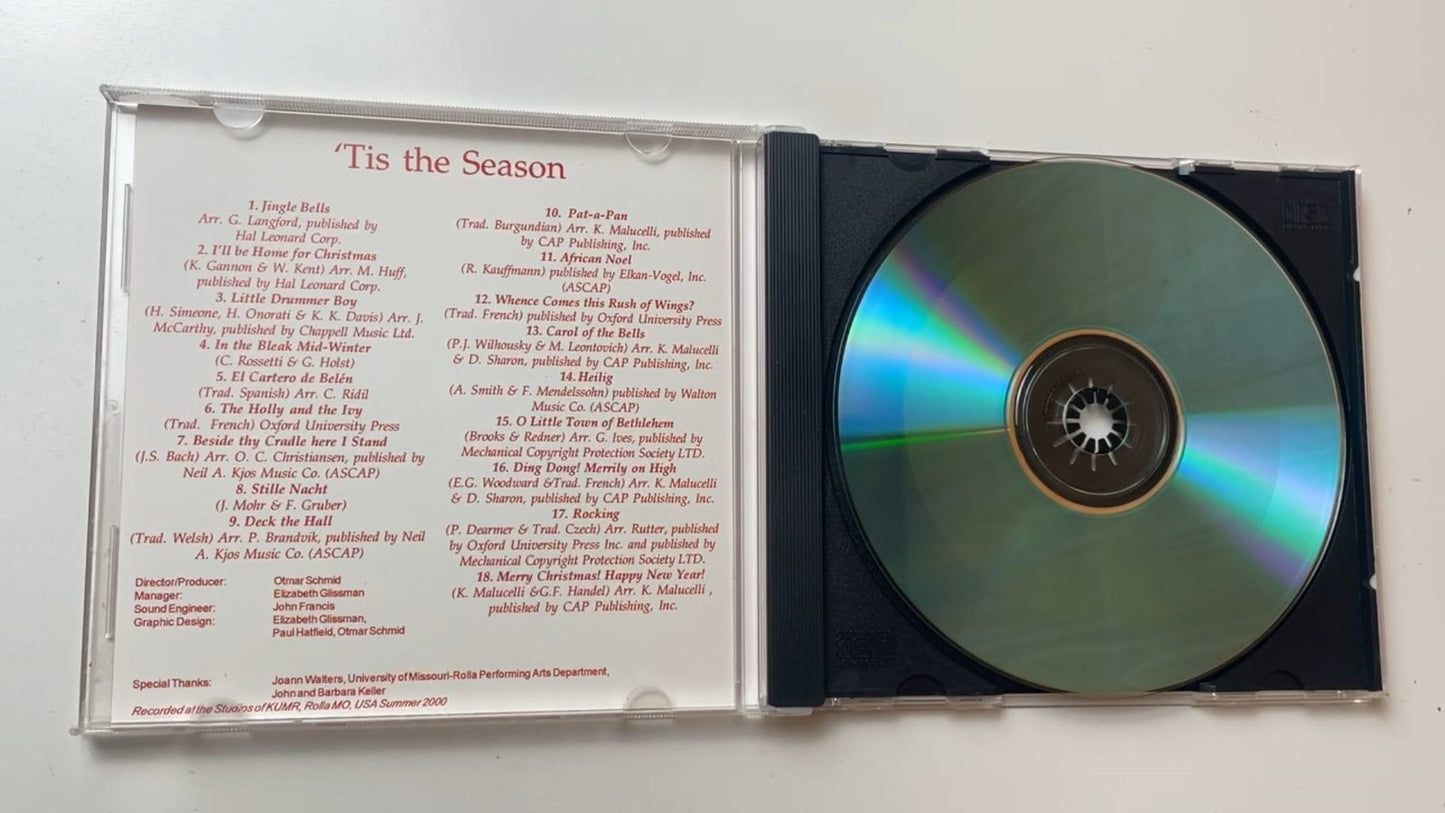 ‘Tis the Season
1. Jingle Bells
Arr. G. Langford, published by
Hal Leonard Corp.
2. I’ll be Home for Christmas
(K. Gannon & W. Kent) Arr. M. Huff,
published by Hal Leonard Corp.
3. Little Drummer Boy
(H. Simeone, H. Onorati & K. K. Davis) Arr. J.
McCarthy, published by Chappell Music Ltd.
4. In the Bleak Mid-Winter
(C. Rossetti & G. Holst)
5. El Cartero de Belén
(Trad. Spanish) Arr. C. Ridil
6. The Holly and the Ivy
(Trad. French) Oxford University Press
7. Beside thy Cradle here I Stand
(J.S. Bach) Arr. O. C. Christiansen, published by
Neil A. Kjos Music Co. (ASCAP)
8. Stille Nacht
(J. Mohr & F. Gruber)
9. Deck the Hall
(Trad. Welsh) Arr. P. Brandvik, published by Neil
A. Kjos Music Co. (ASCAP)
10. Pat-a-Pan
(Trad. Burgundian) Arr. K. Malucelli, published
by CAP Publishing, Inc.
11. African Noel
(R. Kauffmann) published by Elkan-Vogel, Inc.
(ASCAP)
12. Whence Comes this Rush of Wings?
(Trad. French) published by Oxford University Press
13. Carol of the Bells
(P.J. Wilhousky & M. Leontovich) Arr. K. Malucelli
& D. Sharon, published by CAP Publishing, Inc.
14. Heilig
(A. Smith & F. Mendelssohn) published by Walton
Music Co. (ASCAP)
15. O Little Town of Bethlehem
(Brooks & Redner) Arr. G. Ives, published by
Mechanical Copyright Protection Society LTD.
16. Ding Dong! Merrily on High
(E.G. Woodward &Trad. French) Arr. K. Malucelli
& D. Sharon, published by CAP Publishing, Inc.
17. Rocking
(P. Dearmer & Trad. Czech) Arr. Rutter, published
by Oxford University Press Inc. and published by
Mechanical Copyright Protection Society LTD.
18. Merry Christmas! Happy New Year!
(K. Malucelli &G.F. Handel) Arr. K. Malucelli ,
published by CAP Publishing, Inc.
Director/Producer: Otmar Schmid
Manager: Elizabeth Glissman
Sound Engineer: John Francis
Graphic Design: Elizabeth Glissman,
Paul Hatfield, Otmar Schmid
Special Thanks: Joann Walters, University of Missouri-Rolla Performing Arts Department,
John and Barbara Keller
Recorded at the Studios of KUMR, Rolla MO, USA Summer 2000